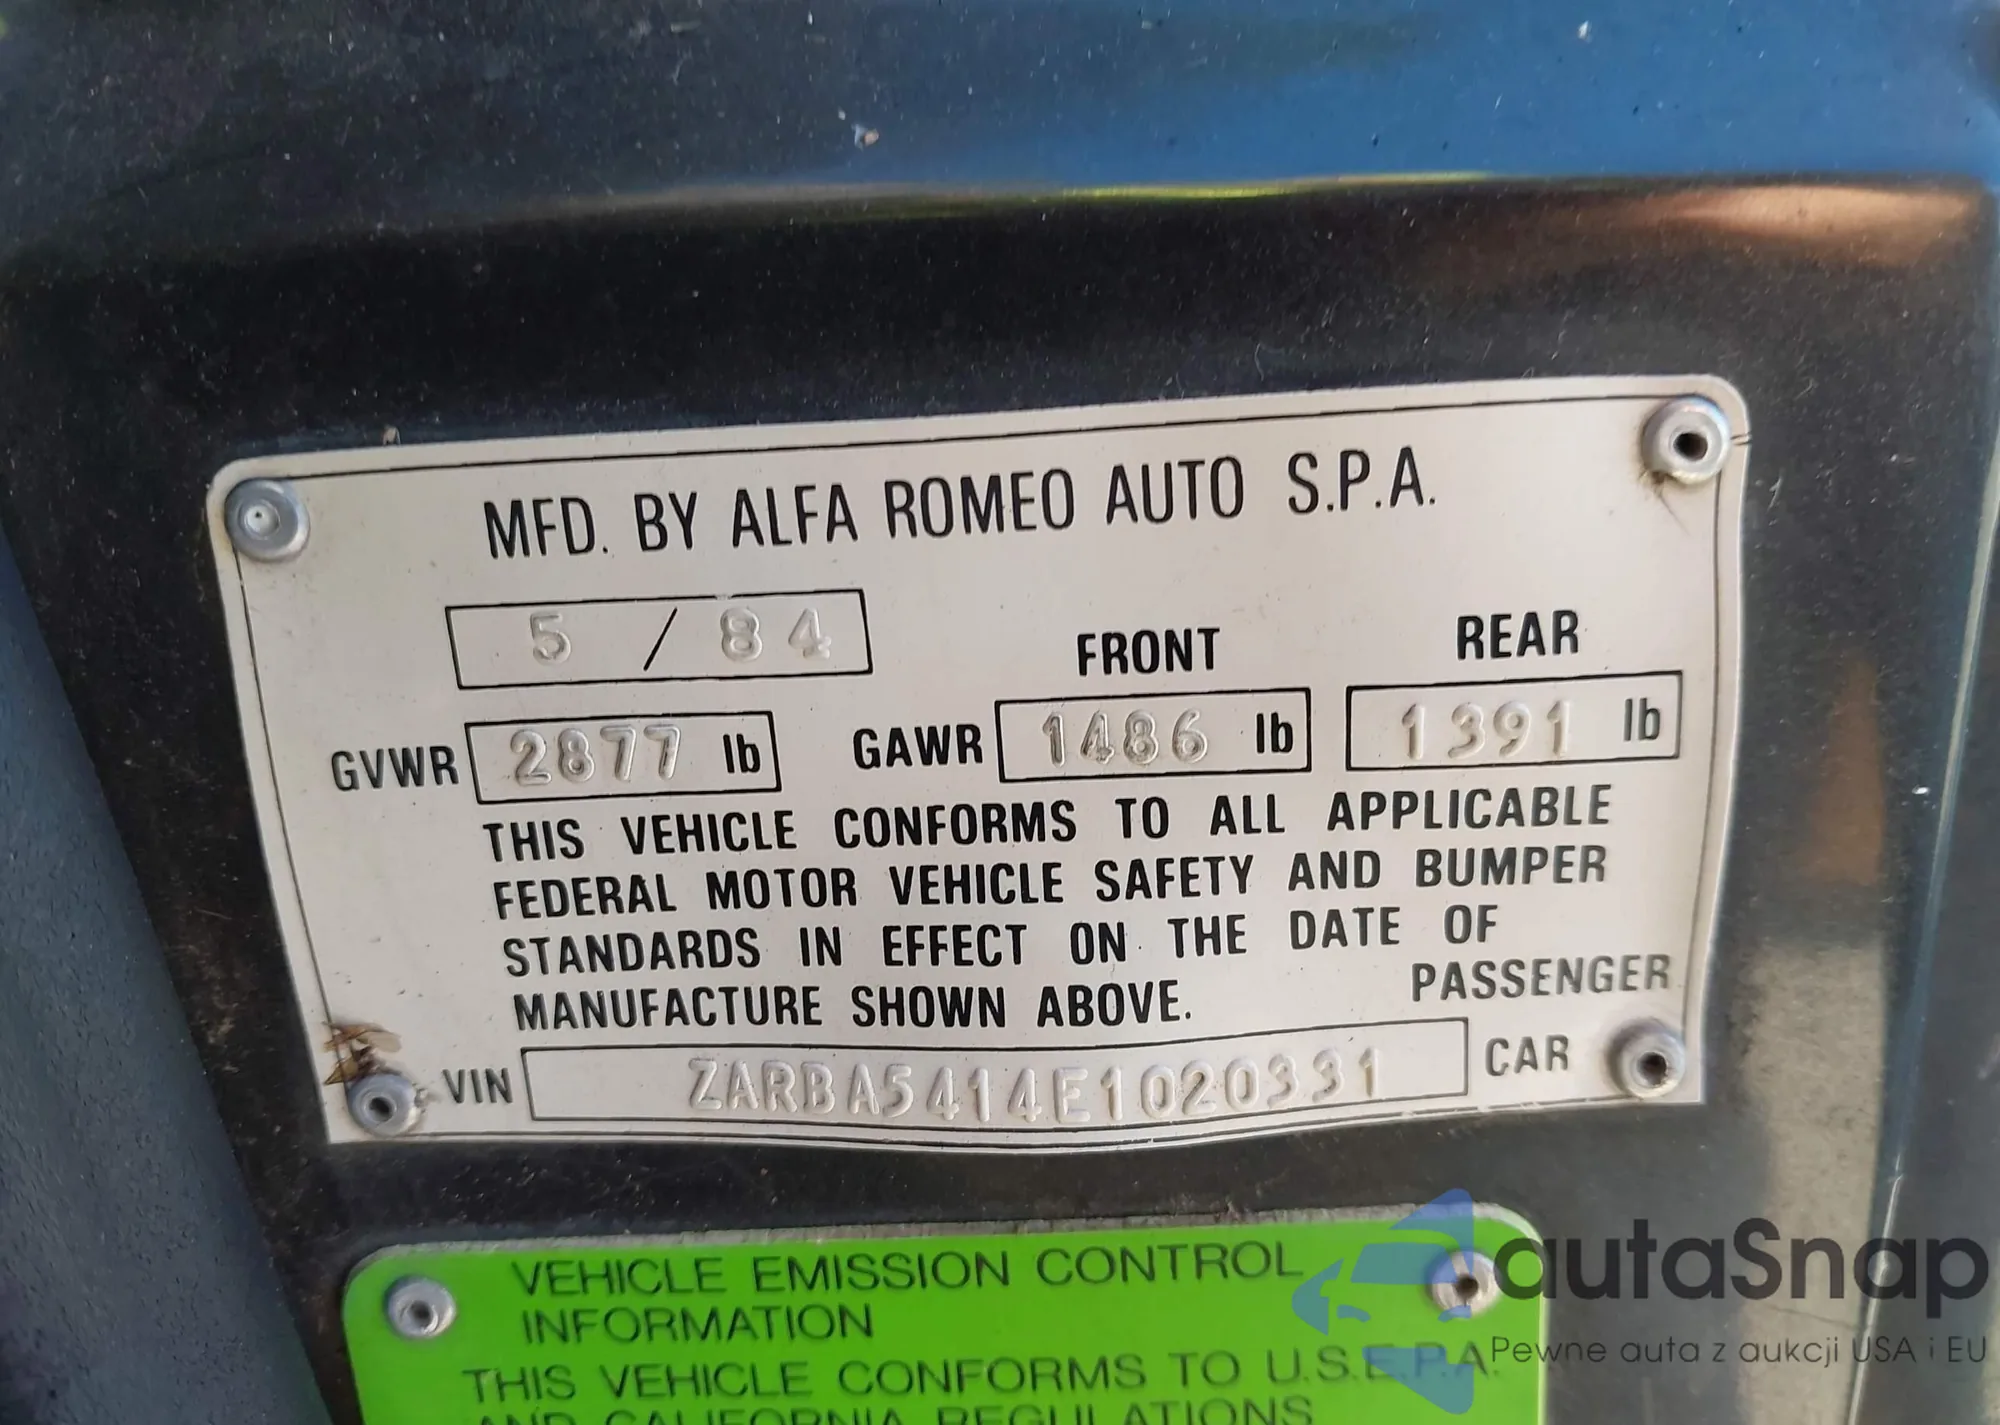 MFD. BY ALFA ROMEO AUTO S.P.A.
5 / 84
FRONT REAR
GVWR 2877 lb GAWR 1486 lb 1391 lb
THIS VEHICLE CONFORMS TO ALL APPLICABLE
FEDERAL MOTOR VEHICLE SAFETY AND BUMPER
STANDARDS IN EFFECT ON THE DATE OF
MANUFACTURE SHOWN ABOVE. PASSENGER
VIN ZARBA5414E1020331 CAR
VEHICLE EMISSION CONTROL
INFORMATION
THIS VEHICLE CONFORMS TO U.S.E.P.A.
AND CALIFORNIA REGULATIONS
autaSnap
Pewne auta z aukcji USA i EU